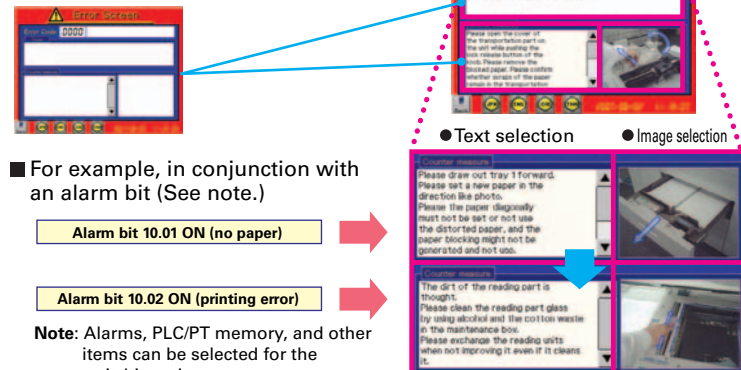 Error Screen
Error Code 0000
Please open the cover of
the transportation part on
the unit while pushing the
lock release button of the
knob. Please remove the
blocked paper. Please confirm
whether scraps of the paper
remain in the transportation
● Text selection
● Image selection
■ For example, in conjunction with
an alarm bit (See note.)
Alarm bit 10.01 ON (no paper)
Counter measure
Please draw out tray 1 forward.
Please set a new paper in the
direction like photo.
Please the paper diagonally
must not be set or not use
the distorted paper, and the
paper blocking might not be
generated and not use.
Alarm bit 10.02 ON (printing error)
Counter measure
The dirt of the reading part is
thought.
Please clean the reading part glass
by using alcohol and the cotton waste
in the maintenance box.
Please exchange the reading units
when not improving it even if it cleans
it.
Note: Alarms, PLC/PT memory, and other
items can be selected for the